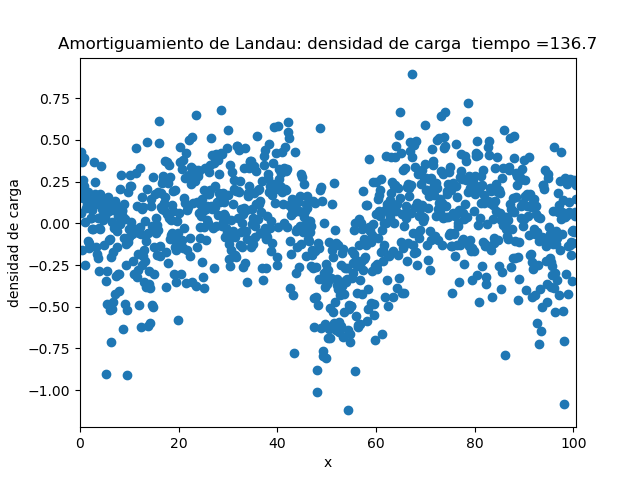 Amortiguamiento de Landau: densidad de carga  tiempo =136.7
densidad de carga
0.75
0.50
0.25
0.00
−0.25
−0.50
−0.75
−1.00
0 20 40 60 80 100
x